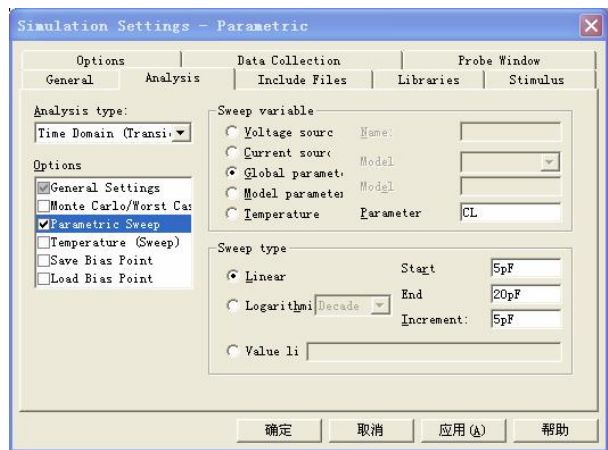 Simulation Settings - Parametric
Options Data Collection Probe Window
General Analysis Include Files Libraries Stimulus
Analysis type:
Time Domain (Transi
Options
General Settings
Monte Carlo/Worst Cas
Parametric Sweep
Temperature (Sweep)
Save Bias Point
Load Bias Point
Sweep variable
Voltage sourc Name:
Current sourc Model
Global paramet Model
Model parameter
Temperature Parameter CL
Sweep type
Linear Start 5pF
Logarithmi Decade End 20pF
Increment: 5pF
Value li
确定 取消 应用(A) 帮助